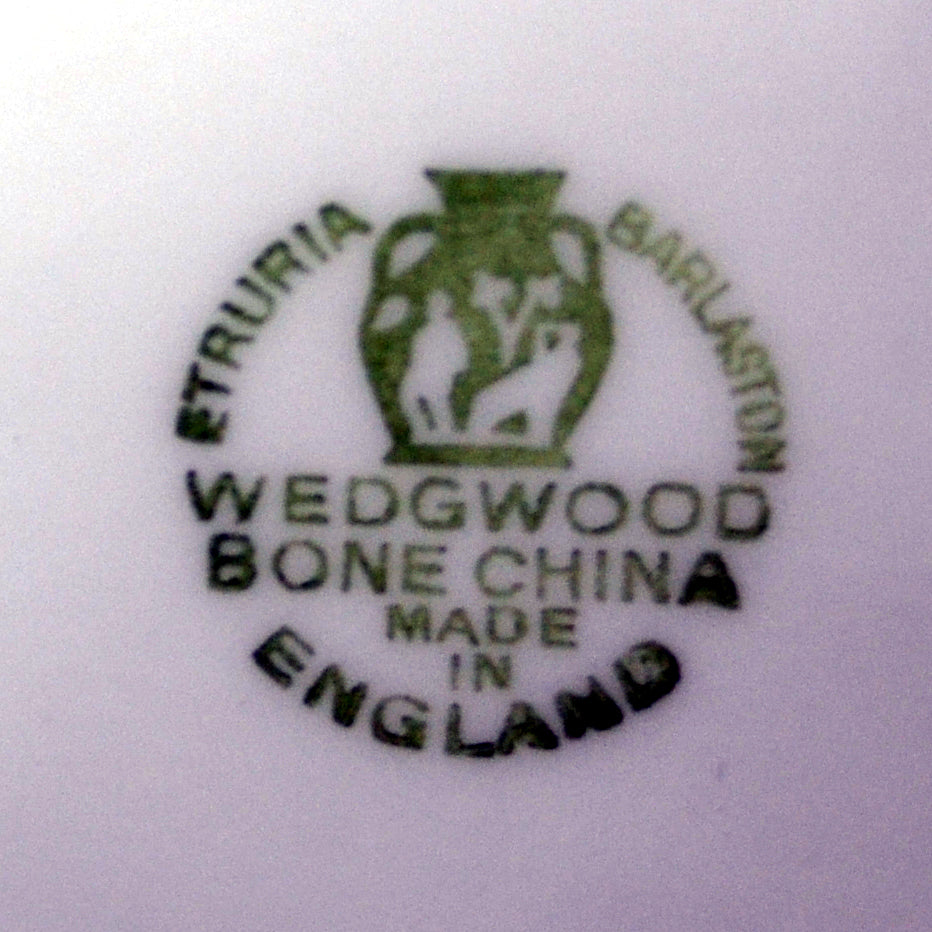 ETRURIA
BARLASTON
WEDGWOOD
BONE CHINA
MADE
IN
ENGLAND